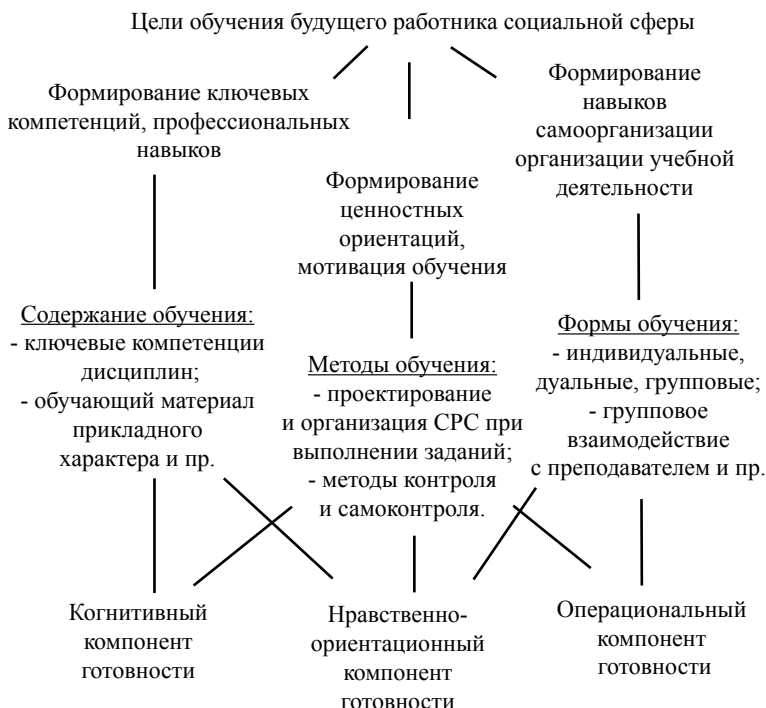 Цели обучения будущего работника социальной сферы
Формирование ключевых
компетенций, профессиональных
навыков
Формирование
ценностных
ориентаций,
мотивация обучения
Формирование
навыков
самоорганизации
организации учебной
деятельности
Содержание обучения:
- ключевые компетенции
дисциплин;
- обучающий материал
прикладного
характера и пр.
Методы обучения:
- проектирование
и организация СРС при
выполнении заданий;
- методы контроля
и самоконтроля.
Формы обучения:
- индивидуальные,
дуальные, групповые;
- групповое
взаимодействие
с преподавателем и пр.
Когнитивный
компонент
готовности
Нравственно-
ориентационный
компонент
готовности
Операциональный
компонент
готовности